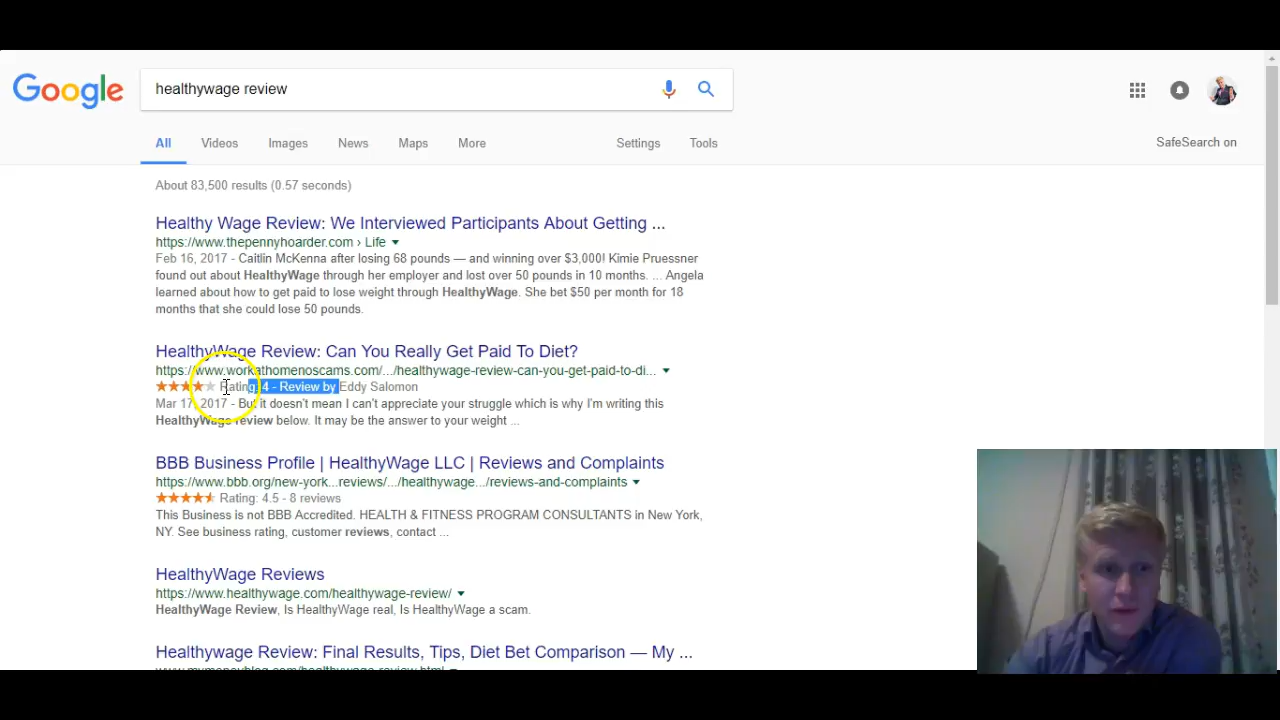 Google
healthywage review
All Videos Images News Maps More Settings Tools
SafeSearch on
About 83,500 results (0.57 seconds)
Healthy Wage Review: We Interviewed Participants About Getting ...
https://www.thepennyhoarder.com › Life
Feb 16, 2017 - Caitlin McKenna after losing 68 pounds — and winning over $3,000! Kimie Pruessner
found out about HealthyWage through her employer and lost over 50 pounds in 10 months. ... Angela
learned about how to get paid to lose weight through HealthyWage. She bet $50 per month for 18
months that she could lose 50 pounds.
HealthyWage Review: Can You Really Get Paid To Diet?
https://www.workathomenoscams.com/.../healthywage-review-can-you-get-paid-to-di...
Rating: 4 - Review by Eddy Salomon
Mar 17, 2017 - But it doesn't mean I can't appreciate your struggle which is why I'm writing this
HealthyWage review below. It may be the answer to your weight ...
BBB Business Profile | HealthyWage LLC | Reviews and Complaints
https://www.bbb.org/new-york...reviews/.../healthywage.../reviews-and-complaints
Rating: 4.5 - 8 reviews
This Business is not BBB Accredited. HEALTH & FITNESS PROGRAM CONSULTANTS in New York,
NY. See business rating, customer reviews, contact ...
HealthyWage Reviews
https://www.healthywage.com/healthywage-review/
HealthyWage Review, Is HealthyWage real, Is HealthyWage a scam.
Healthywage Review: Final Results, Tips, Diet Bet Comparison — My ...
www.mymoneyblog.com/healthywage-review.html